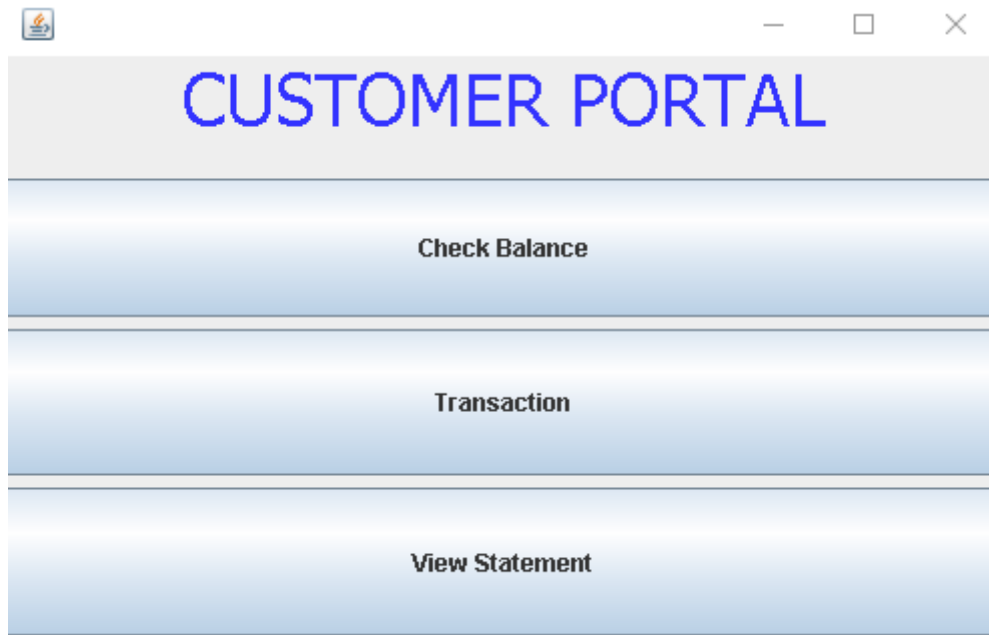 CUSTOMER PORTAL
Check Balance
Transaction
View Statement